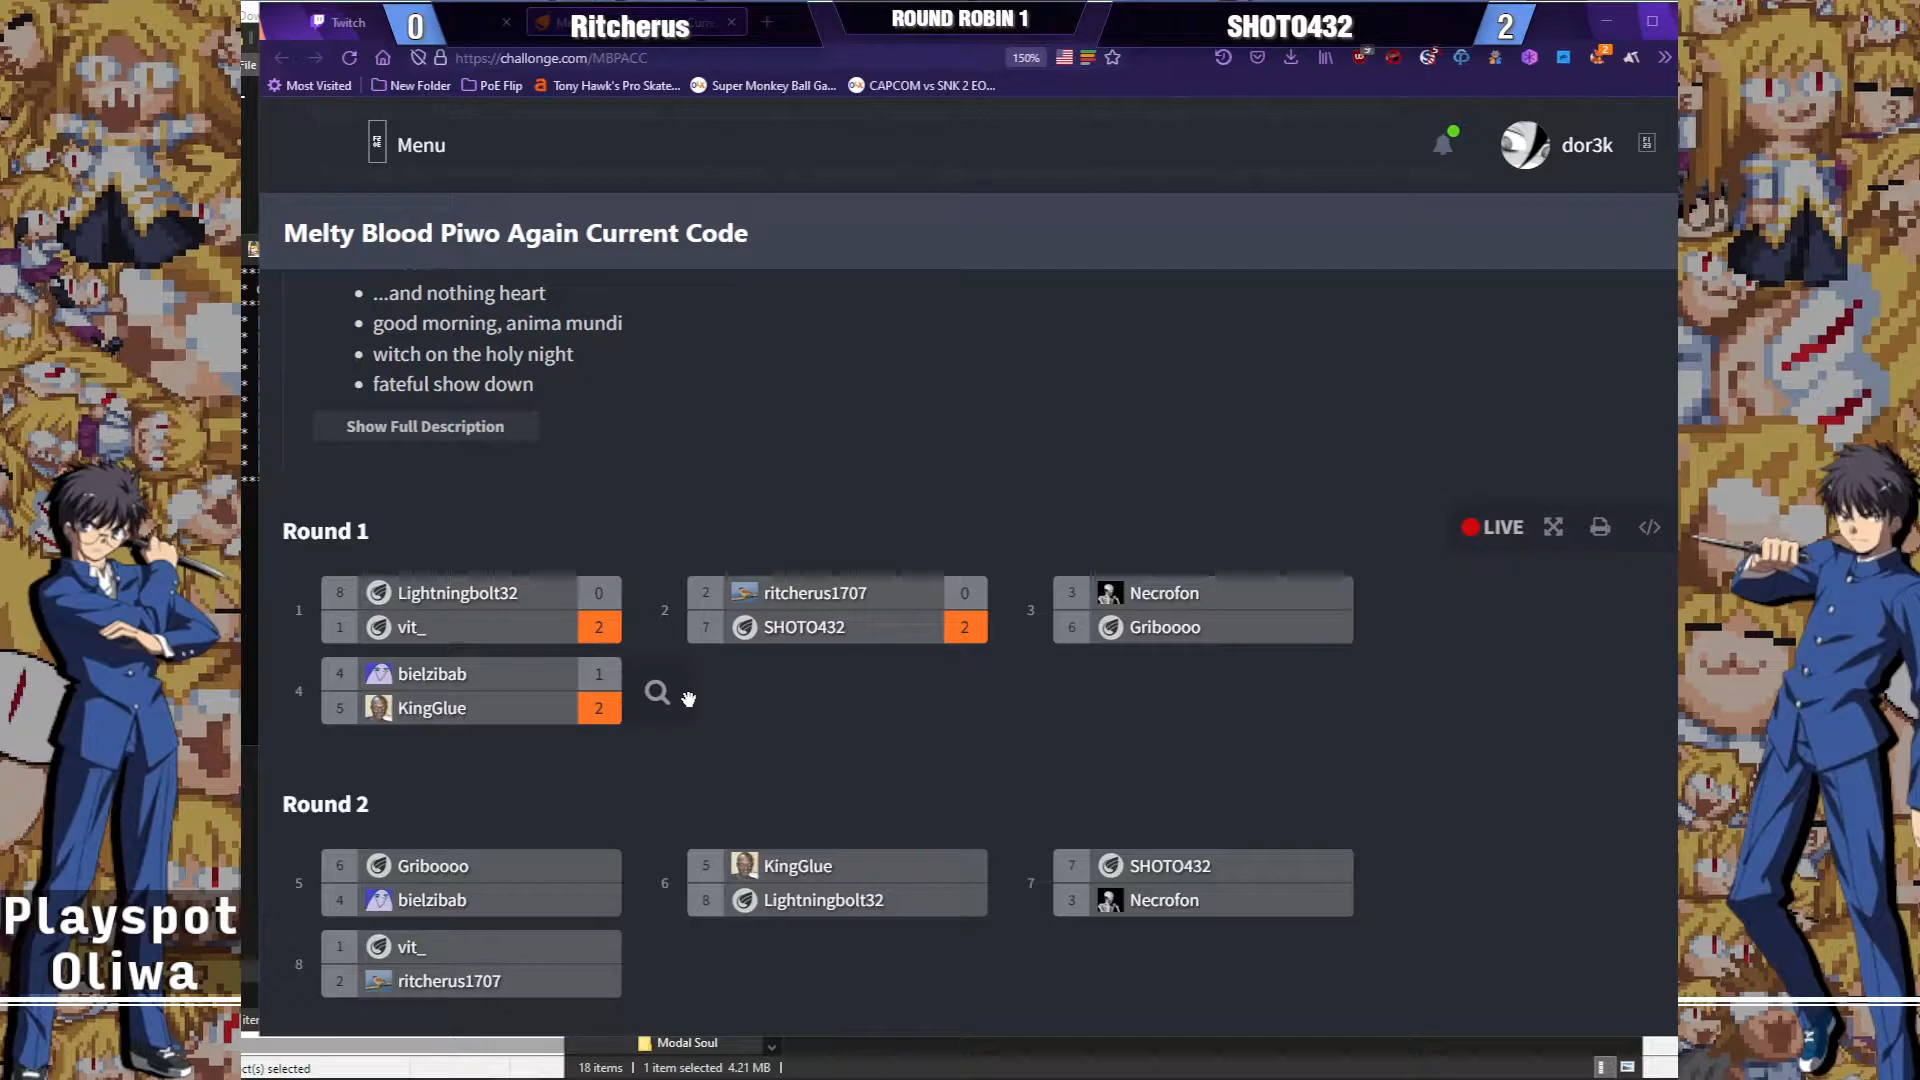 Twitch
0
Ritcherus
ROUND ROBIN 1
SHOTO432
2
File
https://challonge.com/MBPACC
150%
Most Visited
New Folder
PoE Flip
Tony Hawk's Pro Skate...
Super Monkey Ball Ga...
CAPCOM vs SNK 2 EO...
Menu
dor3k
Melty Blood Piwo Again Current Code
...and nothing heart
good morning, anima mundi
witch on the holy night
fateful show down
Show Full Description
Round 1
LIVE
1
8 Lightningbolt32 0
1 vit_ 2
2
2 ritcherus1707 0
7 SHOTO432 2
3
3 Necrofon
6 Griboooo
4
4 bielzibab 1
5 KingGlue 2
Round 2
5
6 Griboooo
4 bielzibab
6
5 KingGlue
8 Lightningbolt32
7
7 SHOTO432
3 Necrofon
8
1 vit_
2 ritcherus1707
Playspot
Oliwa
Modal Soul
ct(s) selected
18 items
1 item selected 4.21 MB